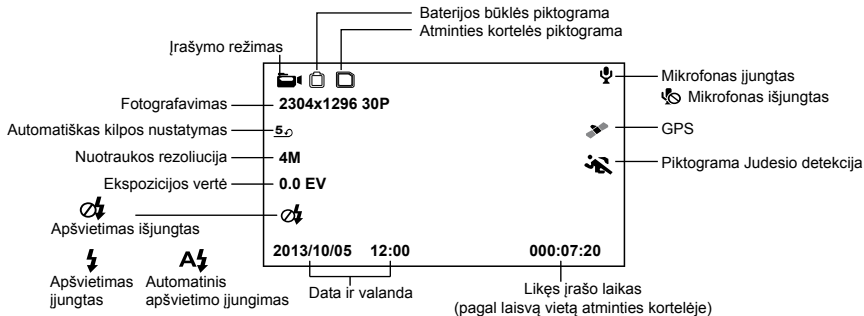 Baterijos būklės piktograma
Atminties kortelės piktograma
Įrašymo režimas
Mikrofonas įjungtas
Mikrofonas išjungtas
Fotografavimas
2304x1296 30P
Automatiškas kilpos nustatymas
5
GPS
Nuotraukos rezoliucija
4M
Piktograma Judesio detekcija
Ekspozicijos vertė
0.0 EV
Apšvietimas išjungtas
2013/10/05 12:00
000:07:20
A
Apšvietimas
įjungtas
Automatinis
apšvietimo įjungimas
Data ir valanda
Likęs įrašo laikas
(pagal laisvą vietą atminties kortelėje)